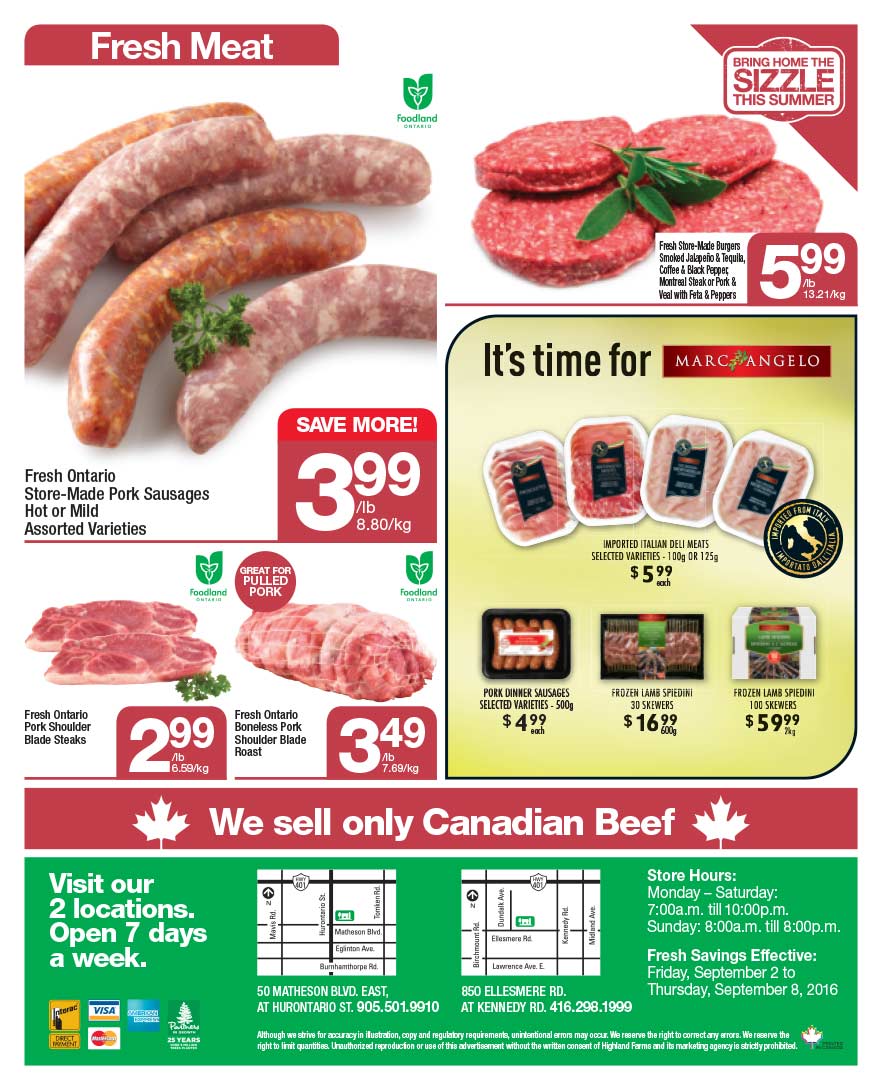 Fresh Meat
Foodland
ONTARIO
BRING HOME THE
SIZZLE
THIS SUMMER
Fresh Store-Made Burgers
Smoked Jalapeño & Tequila,
Coffee & Black Pepper,
Montreal Steak or Pork &
Veal with Feta & Peppers
5.99
/lb
13.21/kg
SAVE MORE!
3.99
/lb
8.80/kg
Fresh Ontario
Store-Made Pork Sausages
Hot or Mild
Assorted Varieties
It's time for MARC ANGELO
IMPORTED FROM ITALY
IMPORTATO DALL'ITALIA
IMPORTED ITALIAN DELI MEATS
SELECTED VARIETIES - 100g OR 125g
$5.99
each
PORK DINNER SAUSAGES
SELECTED VARIETIES - 500g
$4.99
each
FROZEN LAMB SPIEDINI
30 SKEWERS
$16.99
600g
FROZEN LAMB SPIEDINI
100 SKEWERS
$59.99
2kg
Foodland
ONTARIO
Fresh Ontario
Pork Shoulder
Blade Steaks
2.99
/lb
6.59/kg
GREAT FOR
PULLED
PORK
Foodland
ONTARIO
Fresh Ontario
Boneless Pork
Shoulder Blade
Roast
3.49
/lb
7.69/kg
We sell only Canadian Beef
Visit our
2 locations.
Open 7 days
a week.
Interac
DIRECT
PAYMENT
VISA
MasterCard
AMERICAN
EXPRESS
Partners
IN GROWTH
25 YEARS
HWY
401
N
Mavis Rd.
Hurontario St.
Tomken Rd.
Matheson Blvd.
Eglinton Ave.
Burnhamthorpe Rd.
50 MATHESON BLVD. EAST,
AT HURONTARIO ST. 905.501.9910
HWY
401
N
Birchmount Rd.
Dundalk Ave.
Kennedy Rd.
Midland Ave.
Ellesmere Rd.
Lawrence Ave. E.
850 ELLESMERE RD.
AT KENNEDY RD. 416.298.1999
Store Hours:
Monday – Saturday:
7:00a.m. till 10:00p.m.
Sunday: 8:00a.m. till 8:00p.m.
Fresh Savings Effective:
Friday, September 2 to
Thursday, September 8, 2016
Although we strive for accuracy in illustration, copy and regulatory requirements, unintentional errors may occur. We reserve the right to correct any errors. We reserve the
right to limit quantities. Unauthorized reproduction or use of this advertisement without the written consent of Highland Farms and its marketing agency is strictly prohibited.